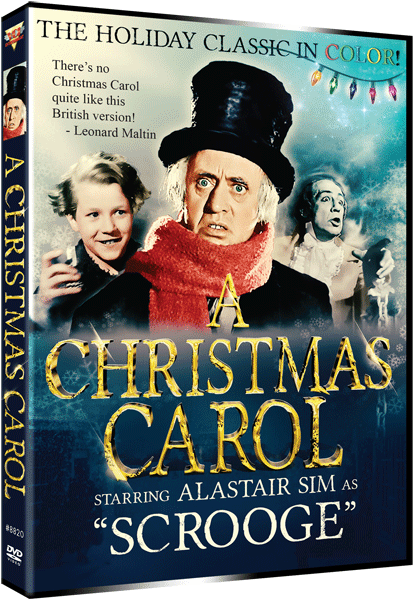 THE HOLIDAY CLASSIC IN COLOR!
There's no
Christmas Carol
quite like this
British version!
- Leonard Maltin
A
CHRISTMAS
CAROL
STARRING ALASTAIR SIM AS
"SCROOGE"
A CHRISTMAS CAROL
#8820
DVD
VIDEO